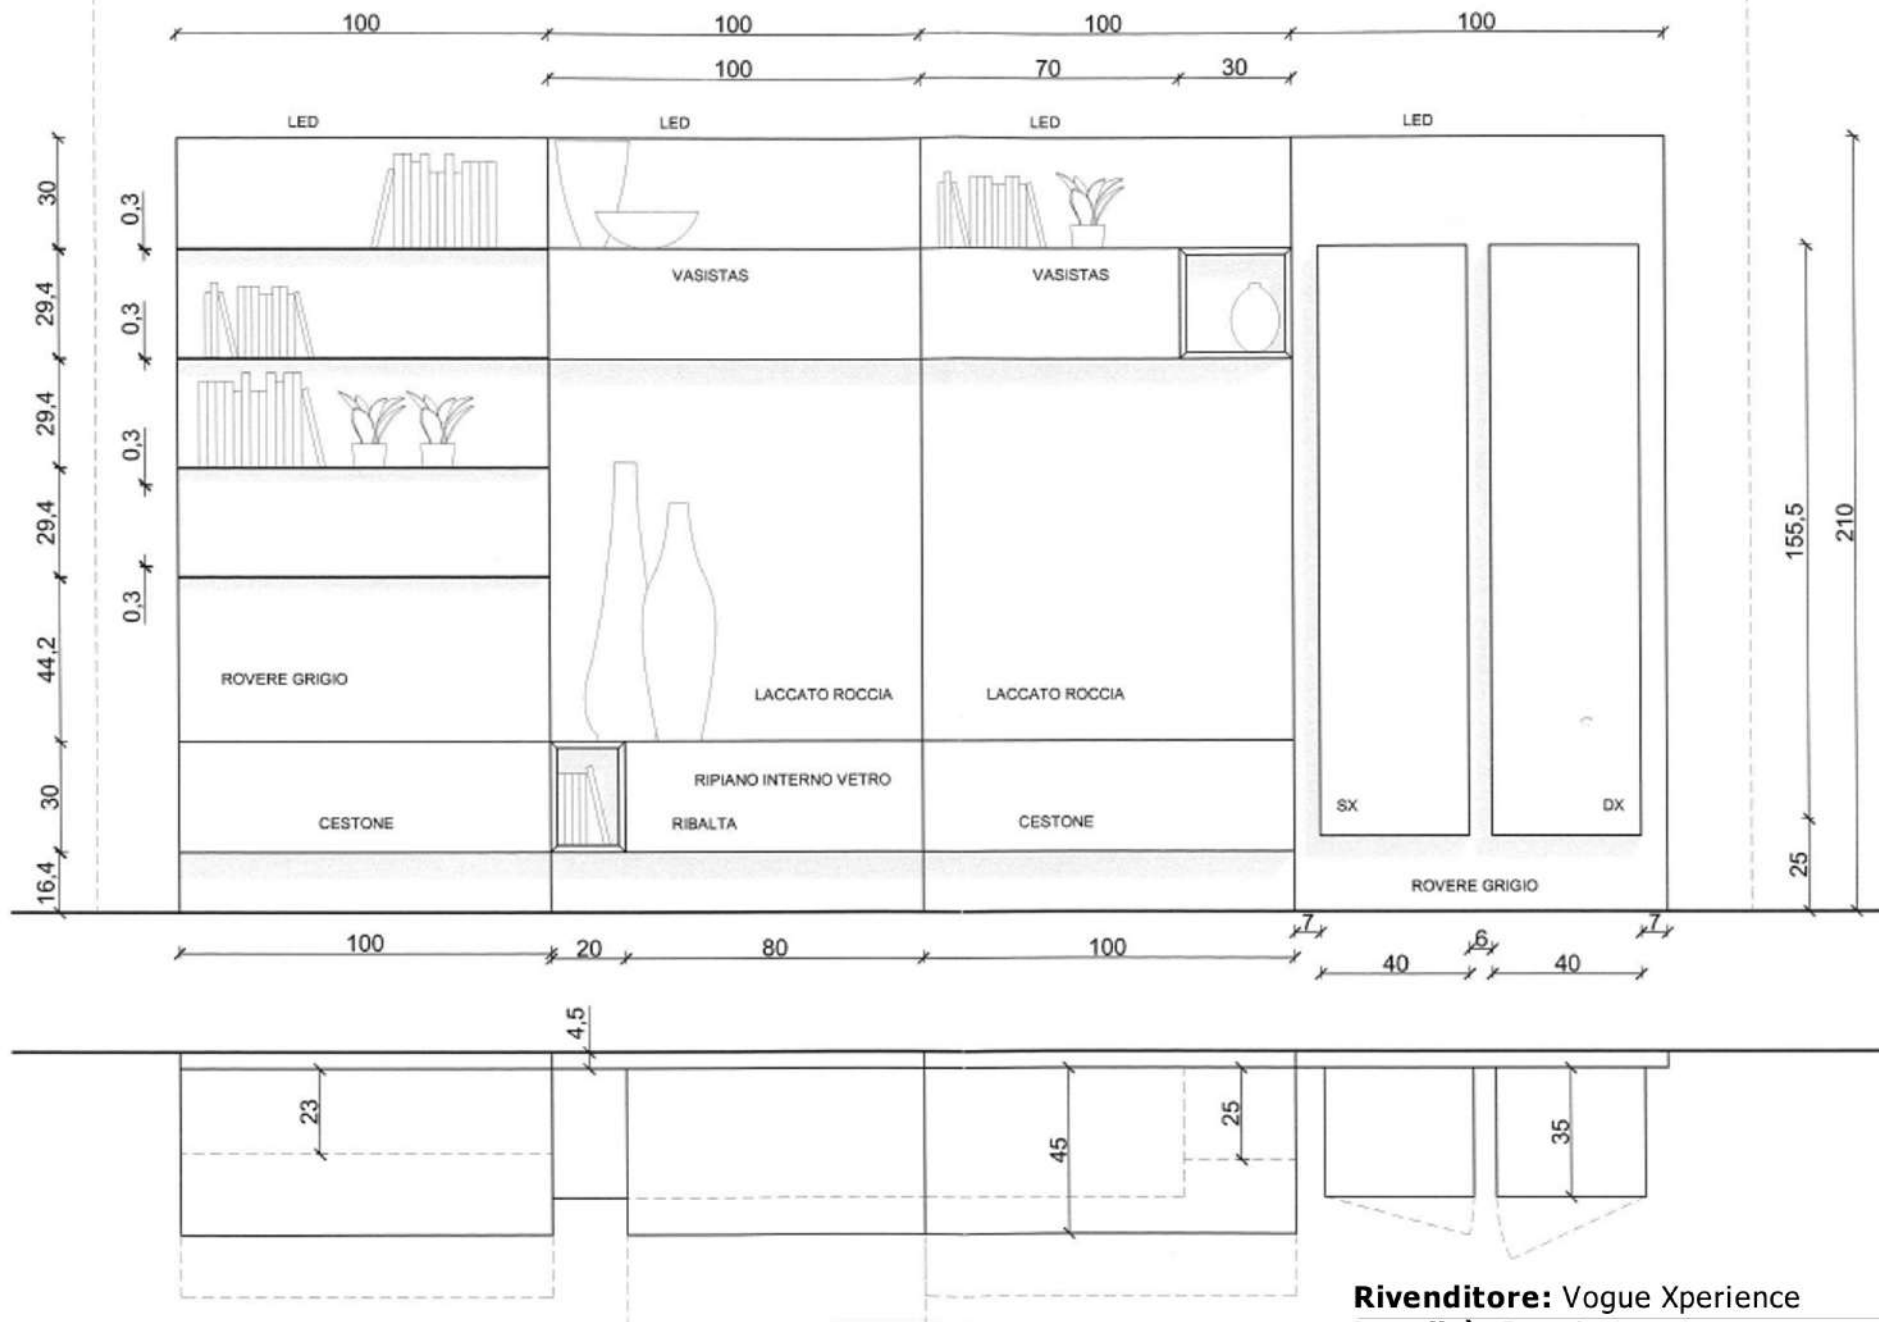 100 100 100 100
100 70 30
LED LED LED LED
30
0,3
29,4
VASISTAS VASISTAS
0,3
29,4
0,3
29,4
155,5
210
0,3
44,2
ROVERE GRIGIO LACCATO ROCCIA LACCATO ROCCIA
RIPIANO INTERNO VETRO
30
SX DX
CESTONE RIBALTA CESTONE
16,4
25
ROVERE GRIGIO
7 7
100 20 80 100 6
40 40
4,5
23 25
45 35
Rivenditore: Vogue Xperience